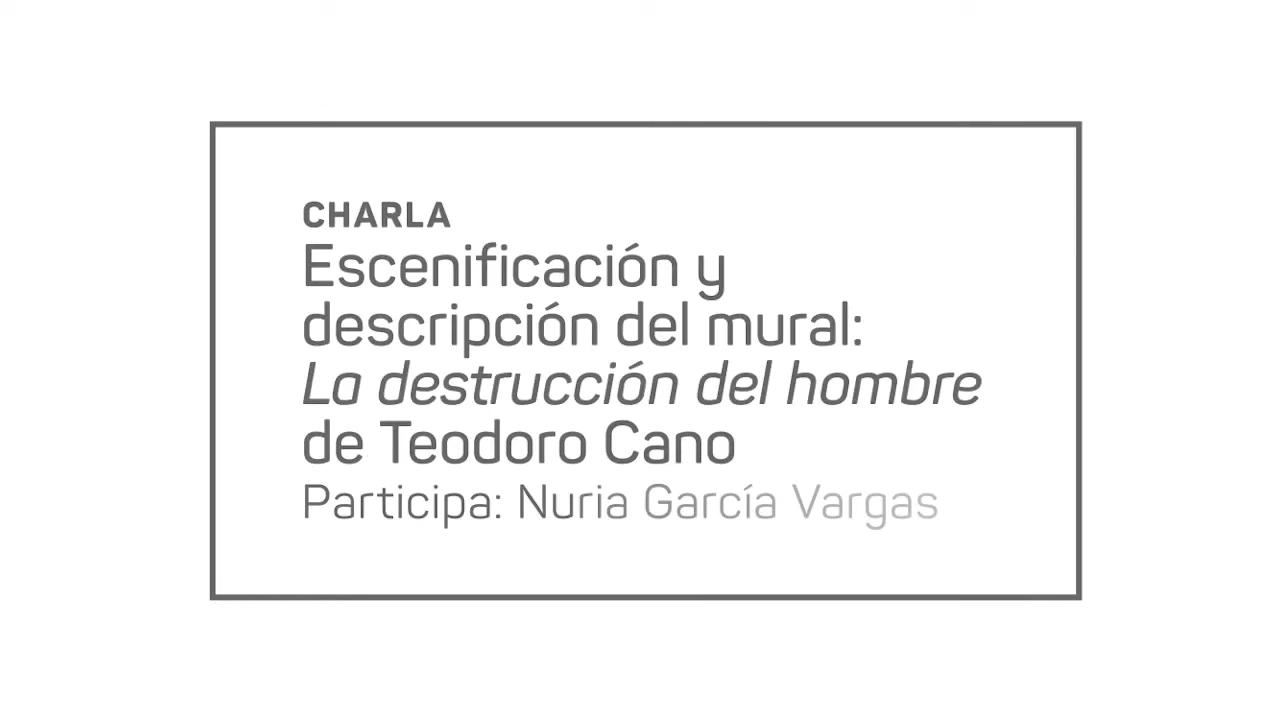 CHARLA
Escenificación y
descripción del mural:
La destrucción del hombre
de Teodoro Cano
Participa: Nuria García Vargas